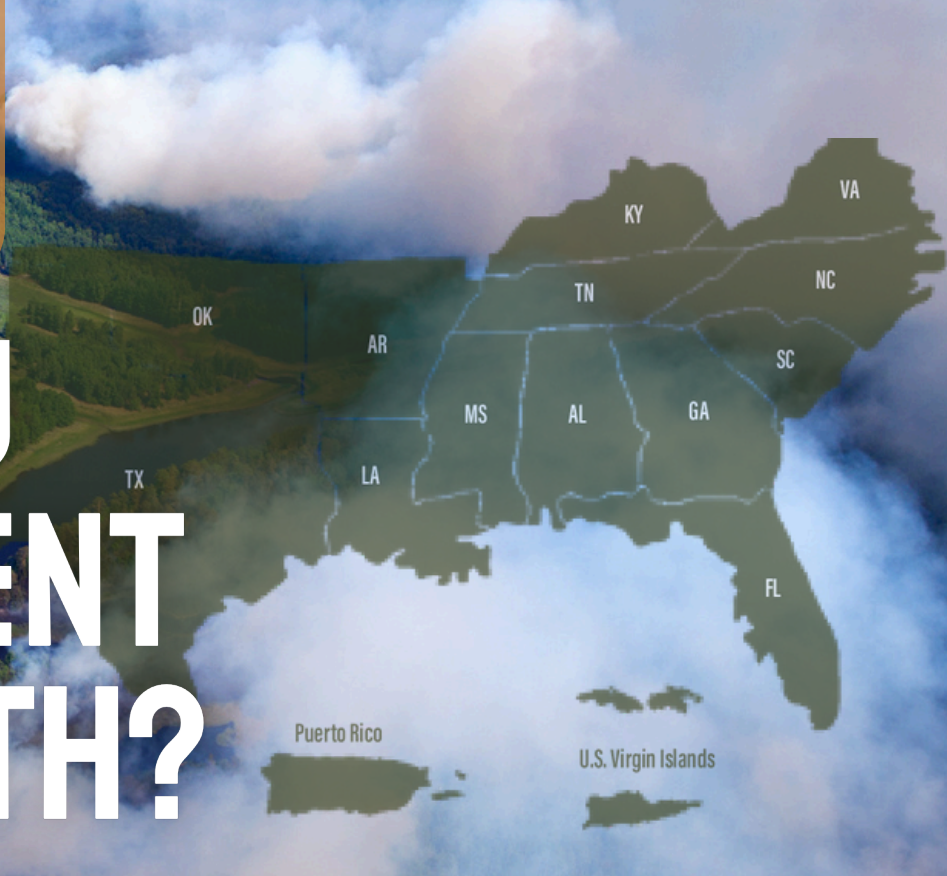 VA
KY
NC
TN
OK
AR
SC
MS
AL
GA
TX
LA
ENT
FL
TH?
Puerto Rico
U.S. Virgin Islands